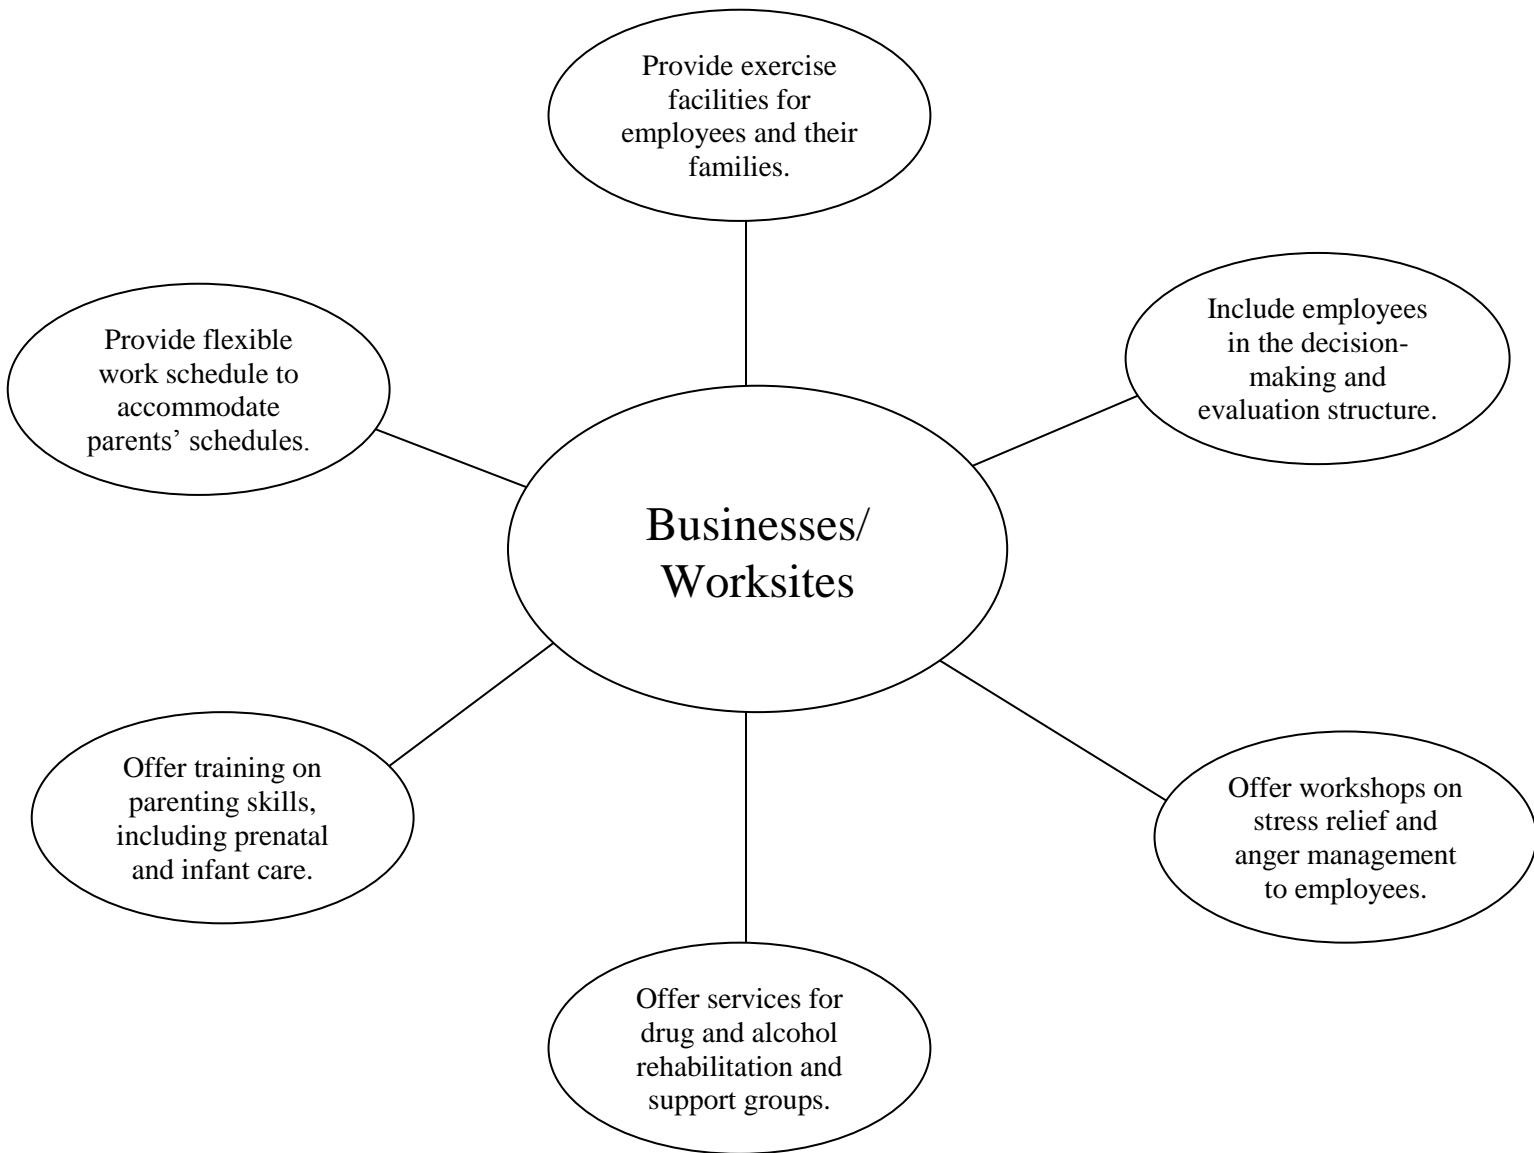 Provide exercise
facilities for
employees and their
families.
Include employees
in the decision-
making and
evaluation structure.
Provide flexible
work schedule to
accommodate
parents’ schedules.
Businesses/
Worksites
Offer training on
parenting skills,
including prenatal
and infant care.
Offer workshops on
stress relief and
anger management
to employees.
Offer services for
drug and alcohol
rehabilitation and
support groups.